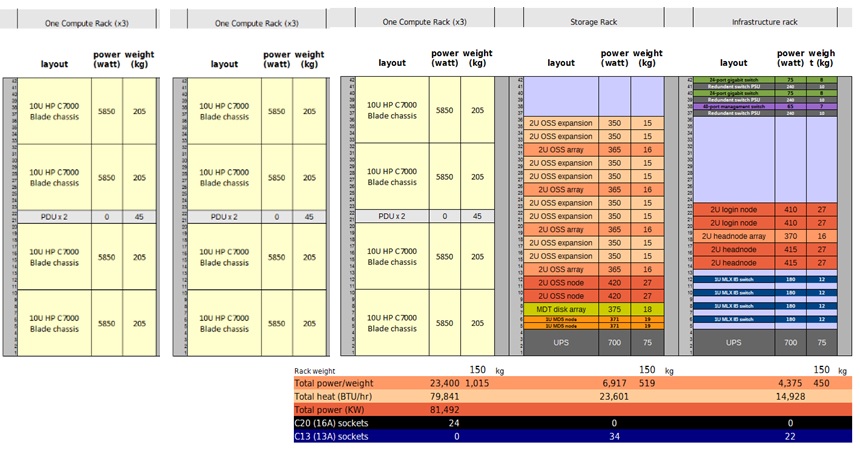 One Compute Rack (x3) One Compute Rack (x3) One Compute Rack (x3) Storage Rack Infrastructure rack
layout power (watt) weight (kg) layout power (watt) weight (kg) layout power (watt) weight (kg) layout power (watt) weight (kg) layout power (watt) weigh t (kg)
10U HP C7000 Blade chassis 5850 205
10U HP C7000 Blade chassis 5850 205
PDU x 2 0 45
10U HP C7000 Blade chassis 5850 205
10U HP C7000 Blade chassis 5850 205
10U HP C7000 Blade chassis 5850 205
10U HP C7000 Blade chassis 5850 205
PDU x 2 0 45
10U HP C7000 Blade chassis 5850 205
10U HP C7000 Blade chassis 5850 205
10U HP C7000 Blade chassis 5850 205
10U HP C7000 Blade chassis 5850 205
PDU x 2 0 45
10U HP C7000 Blade chassis 5850 205
10U HP C7000 Blade chassis 5850 205
2U OSS expansion 350 15
2U OSS expansion 350 15
2U OSS array 365 16
2U OSS expansion 350 15
2U OSS expansion 350 15
2U OSS array 365 16
2U OSS expansion 350 15
2U OSS expansion 350 15
2U OSS array 365 16
2U OSS expansion 350 15
2U OSS expansion 350 15
2U OSS array 365 16
2U OSS node 420 27
2U OSS node 420 27
MDT disk array 375 18
1U MDS node 371 19
1U MDS node 371 19
UPS 700 75
24-port gigabit switch 75 8
Redundent switch PSU 240 10
24-port gigabit switch 75 8
Redundent switch PSU 240 10
48-port management switch 65 7
Redundent switch PSU 240 10
2U login node 410 27
2U login node 410 27
2U headnode array 370 16
2U headnode 415 27
2U headnode 415 27
1U MLX IB switch 180 12
1U MLX IB switch 180 12
1U MLX IB switch 180 12
1U MLX IB switch 180 12
UPS 700 75
Rack weight 150 kg 150 kg 150 kg
Total power/weight 23,400 1,015 6,917 519 4,375 450
Total heat (BTU/hr) 79,841 23,601 14,928
Total power (KW) 81,492
C20 (16A) sockets 24 0 0
C13 (13A) sockets 0 34 22